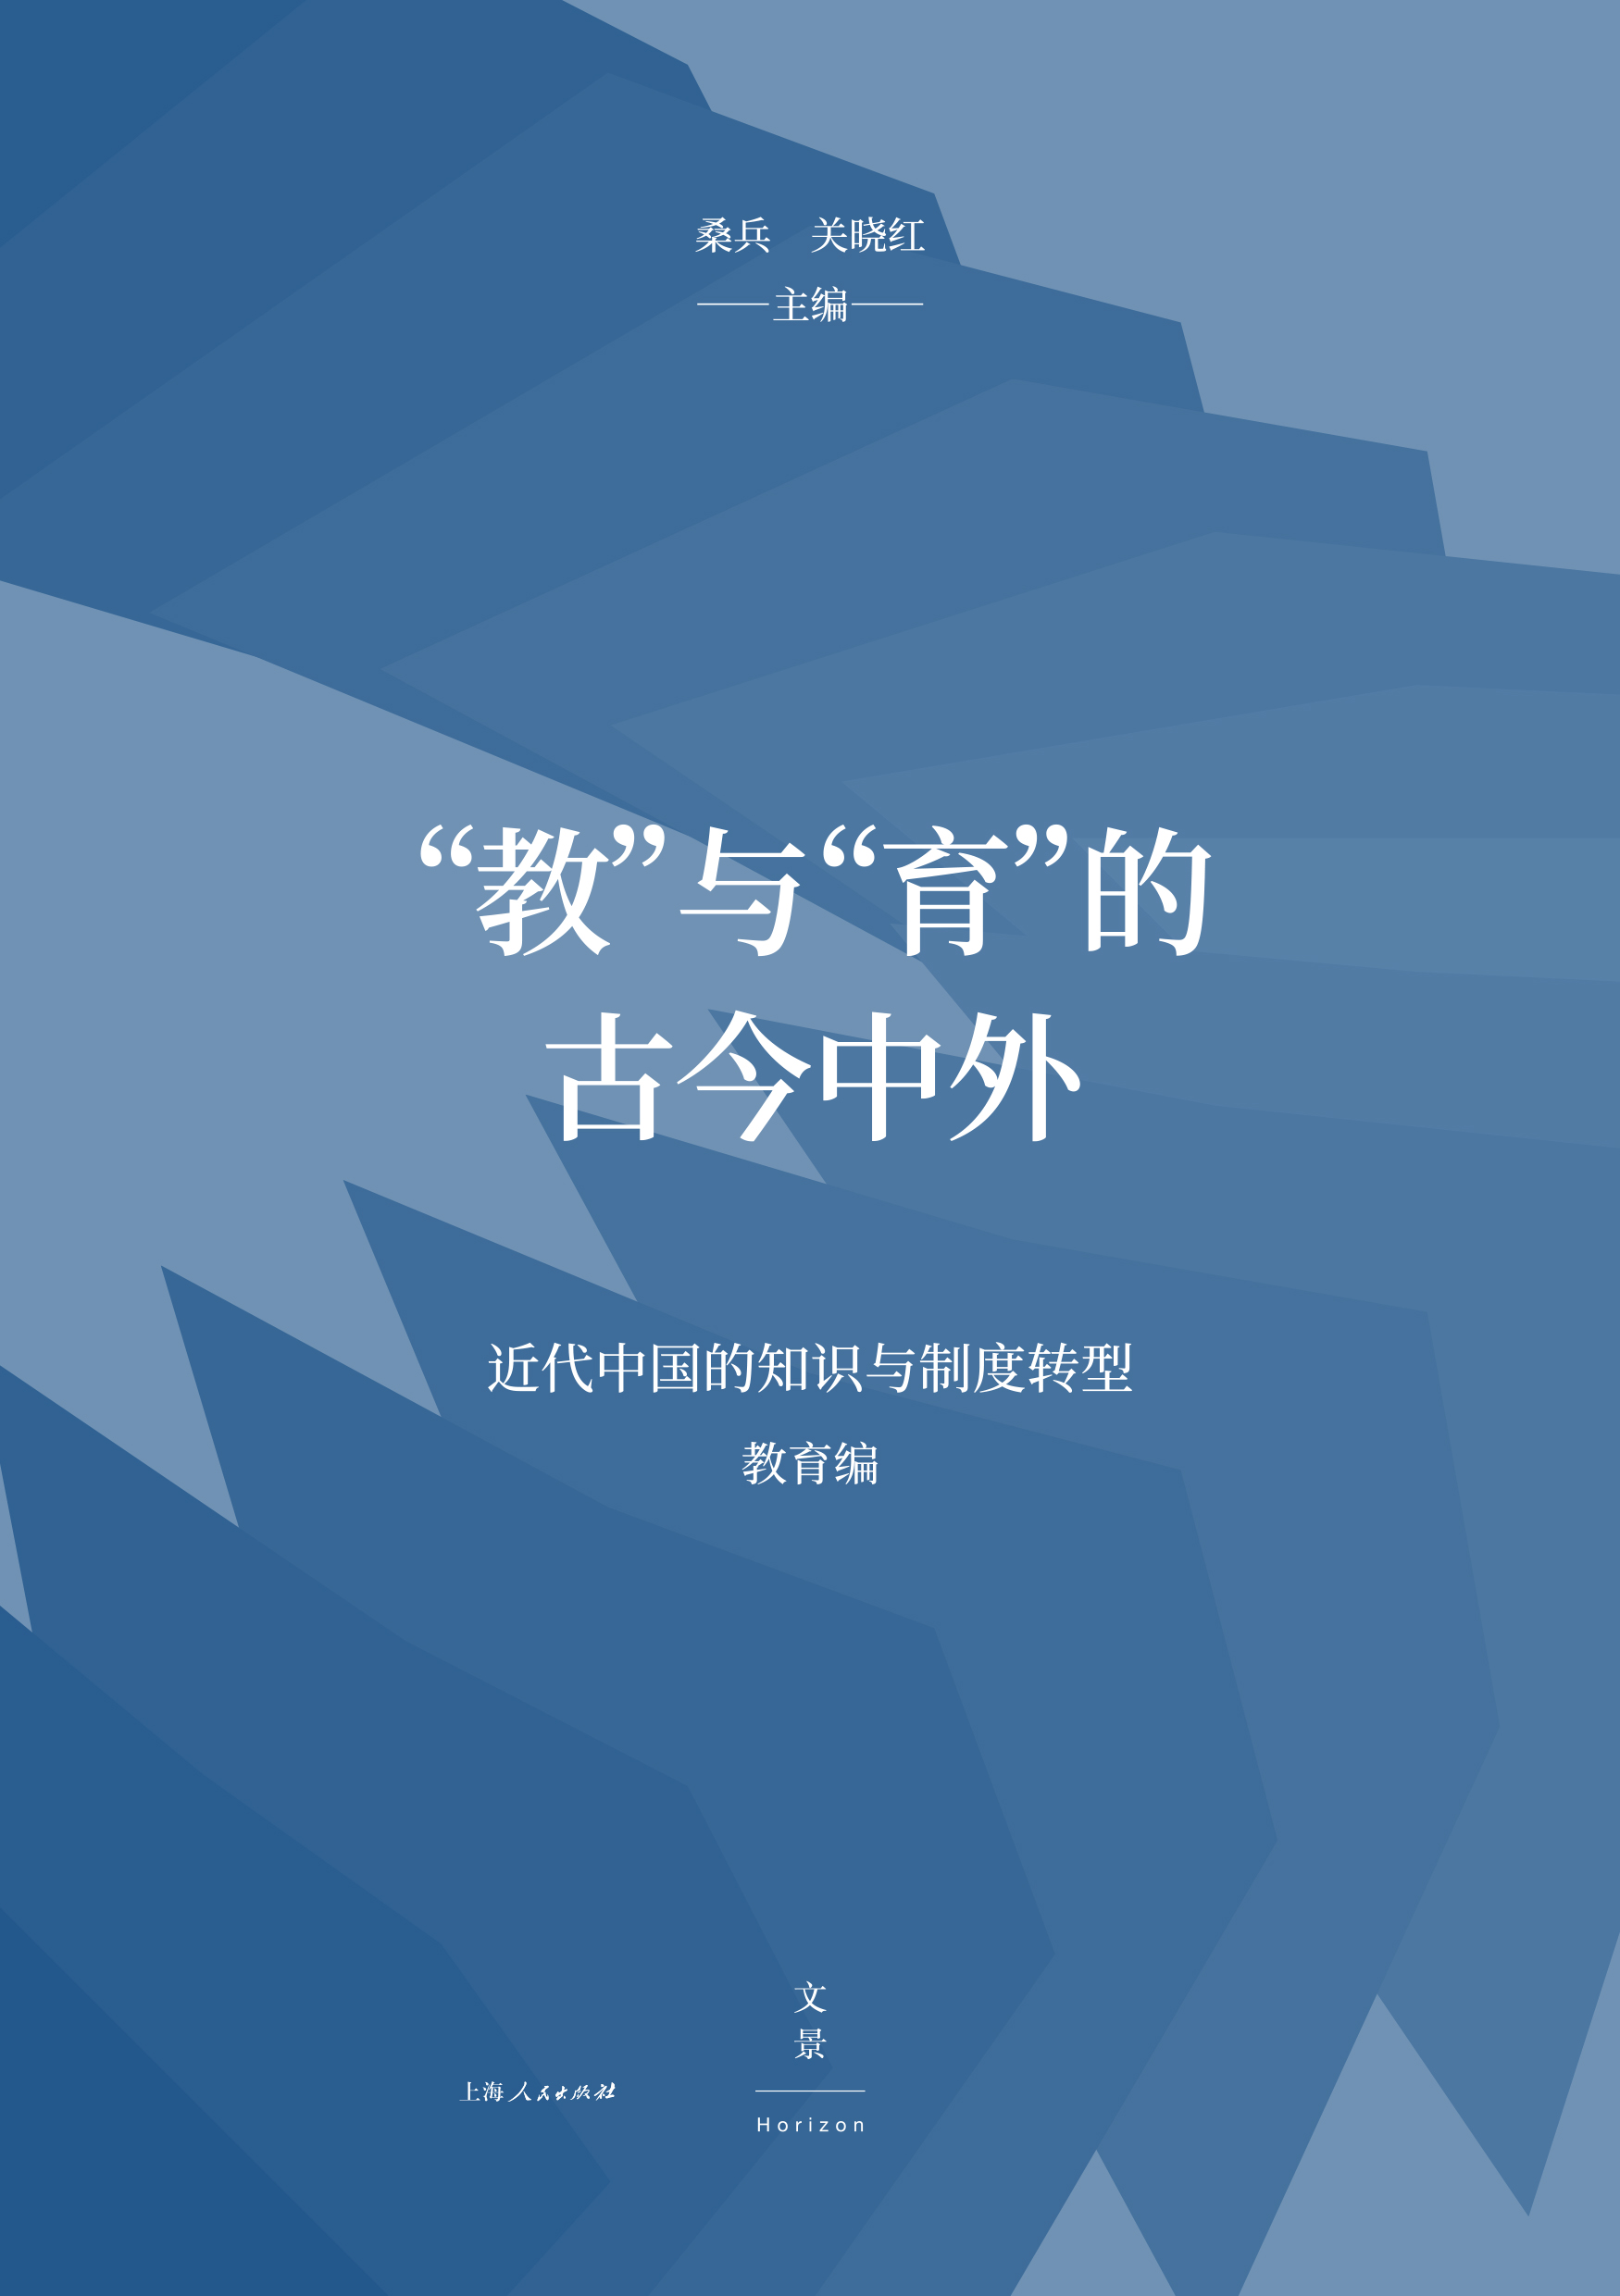 桑兵　关晓红
主编
“教”与“育”的
古今中外
近代中国的知识与制度转型
教育编
文
景
上海人民出版社
Horizon